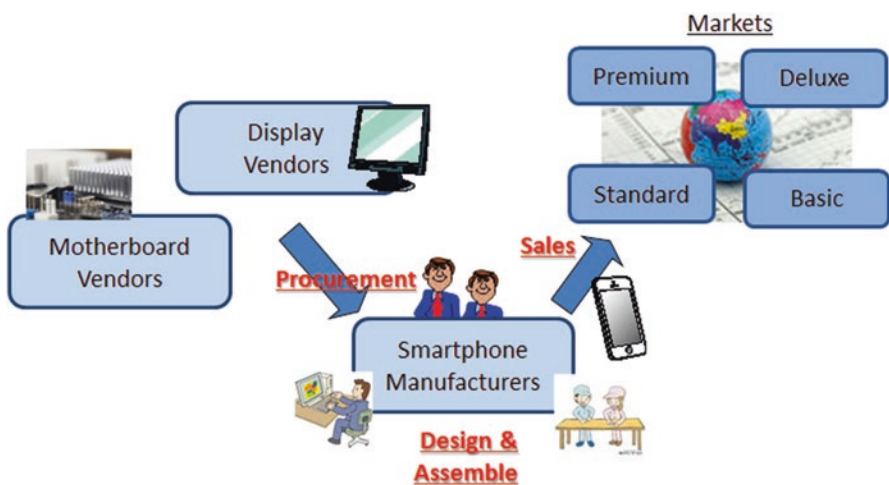 Markets
Premium
Deluxe
Display
Vendors
Standard
Basic
Motherboard
Vendors
Sales
Procurement
Smartphone
Manufacturers
Design &
Assemble